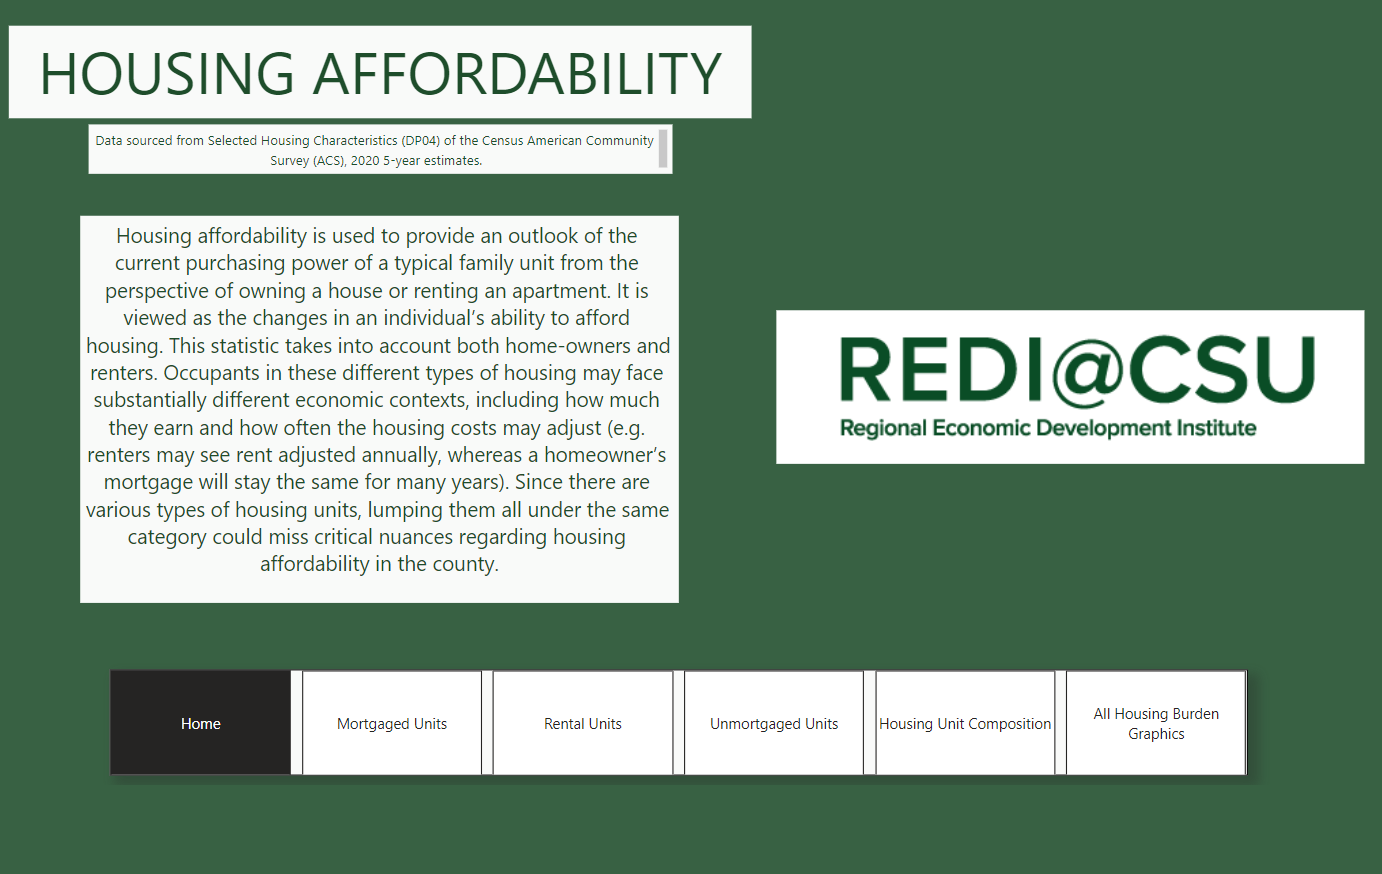 HOUSING AFFORDABILITY
Data sourced from Selected Housing Characteristics (DP04) of the Census American Community
Survey (ACS), 2020 5-year estimates.
Housing affordability is used to provide an outlook of the
current purchasing power of a typical family unit from the
perspective of owning a house or renting an apartment. It is
viewed as the changes in an individual’s ability to afford
housing. This statistic takes into account both home-owners and
renters. Occupants in these different types of housing may face
substantially different economic contexts, including how much
they earn and how often the housing costs may adjust (e.g.
renters may see rent adjusted annually, whereas a homeowner’s
mortgage will stay the same for many years). Since there are
various types of housing units, lumping them all under the same
category could miss critical nuances regarding housing
affordability in the county.
REDI@CSU
Regional Economic Development Institute
Home
Mortgaged Units
Rental Units
Unmortgaged Units
Housing Unit Composition
All Housing Burden
Graphics